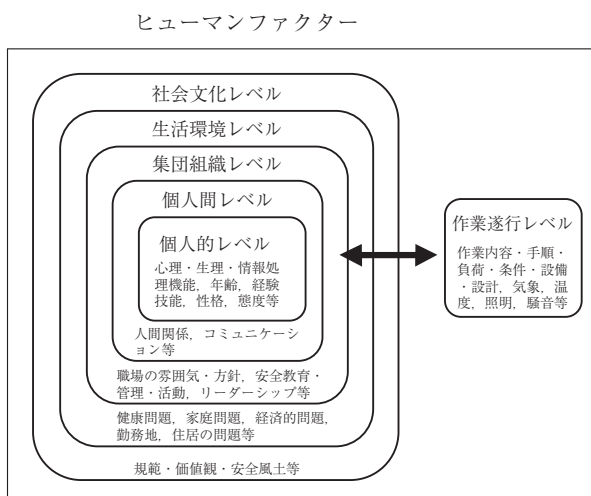 ヒューマンファクター
社会文化レベル
生活環境レベル
集団組織レベル
個人間レベル
個人的レベル
心理・生理・情報処
理機能，年齢，経験
技能，性格，態度等
人間関係，コミュニケーシ
ョン等
職場の雰囲気・方針，安全教育・
管理・活動，リーダーシップ等
健康問題，家庭問題，経済的問題，
勤務地，住居の問題等
規範・価値観・安全風土等
作業遂行レベル
作業内容・手順・
負荷・条件・設備
・設計，気象，温
度，照明，騒音等